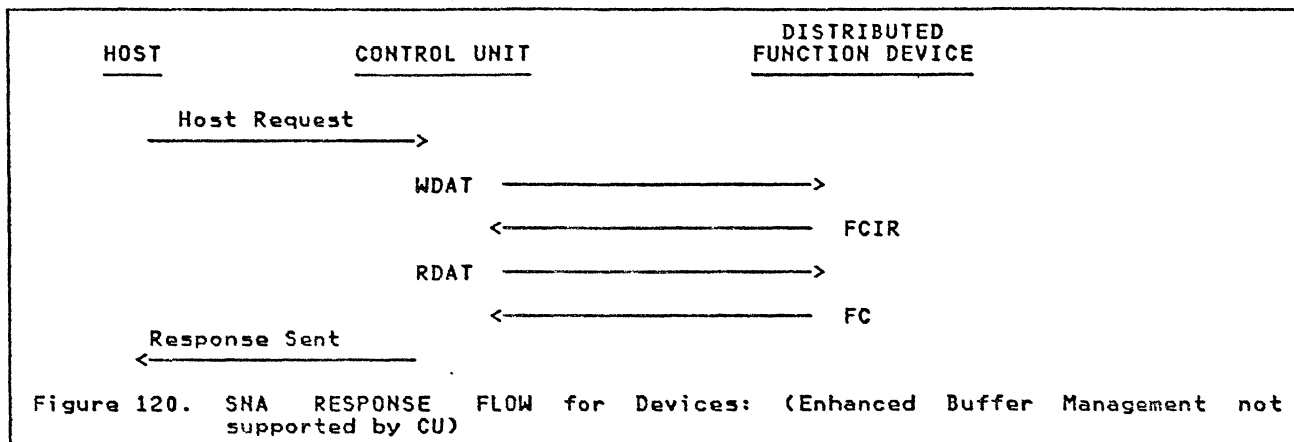 DISTRIBUTED
HOST CONTROL UNIT FUNCTION DEVICE
Host Request
WDAT
FCIR
RDAT
FC
Response Sent
Figure 120. SNA RESPONSE FLOW for Devices: (Enhanced Buffer Management not
supported by CU)